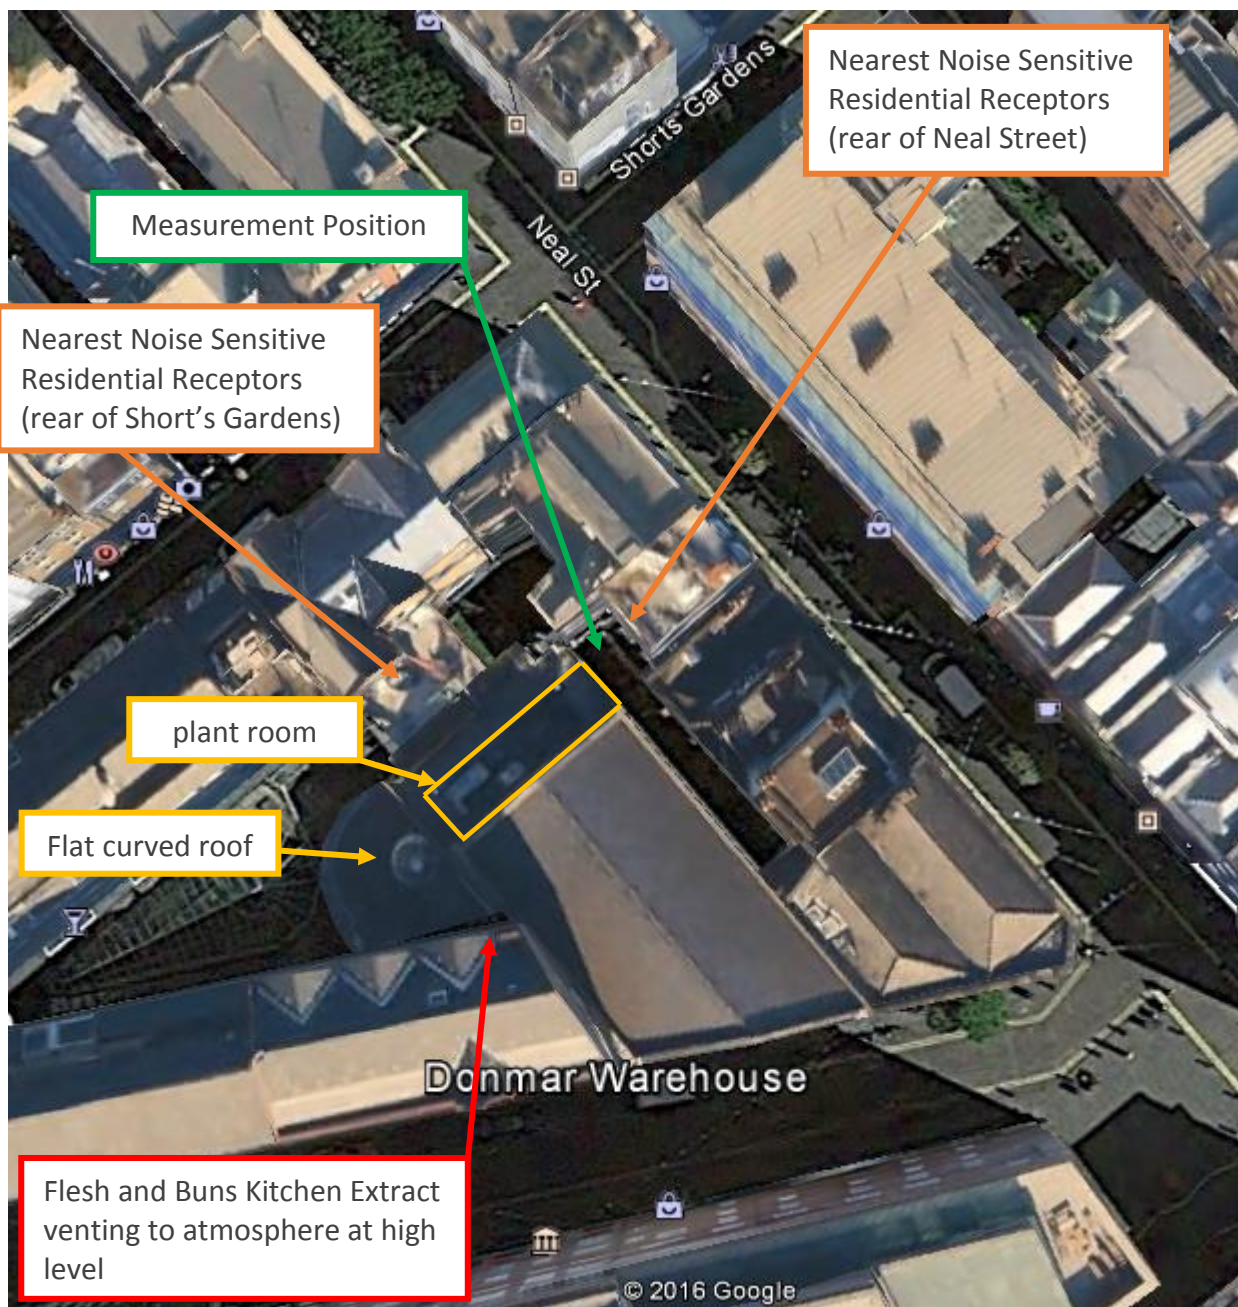 Nearest Noise Sensitive
Residential Receptors
(rear of Neal Street)
Shorts Gardens
Measurement Position
Neal St
Nearest Noise Sensitive
Residential Receptors
(rear of Short's Gardens)
plant room
Flat curved roof
Donmar Warehouse
Flesh and Buns Kitchen Extract
venting to atmosphere at high
level
© 2016 Google